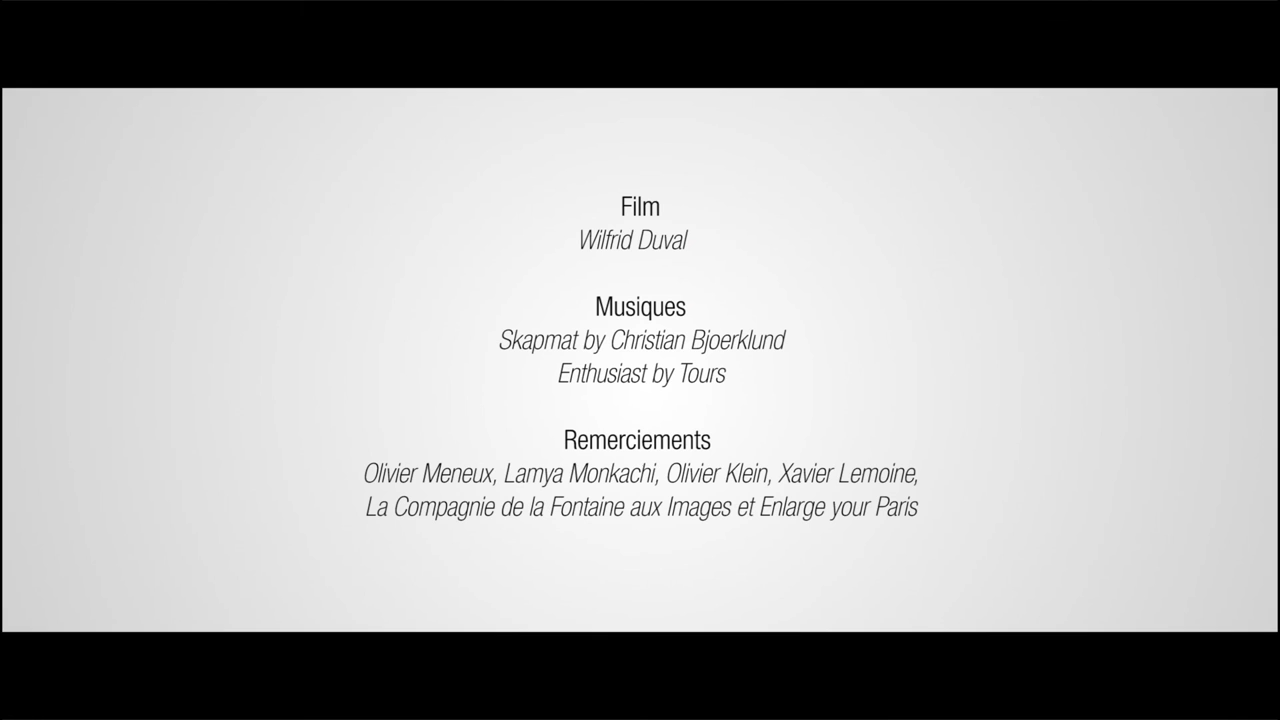 Film
Wilfrid Duval
Musiques
Skapmat by Christian Bjoerklund
Enthusiast by Tours
Remerciements
Olivier Meneux, Lamya Monkachi, Olivier Klein, Xavier Lemoine,
La Compagnie de la Fontaine aux Images et Enlarge your Paris